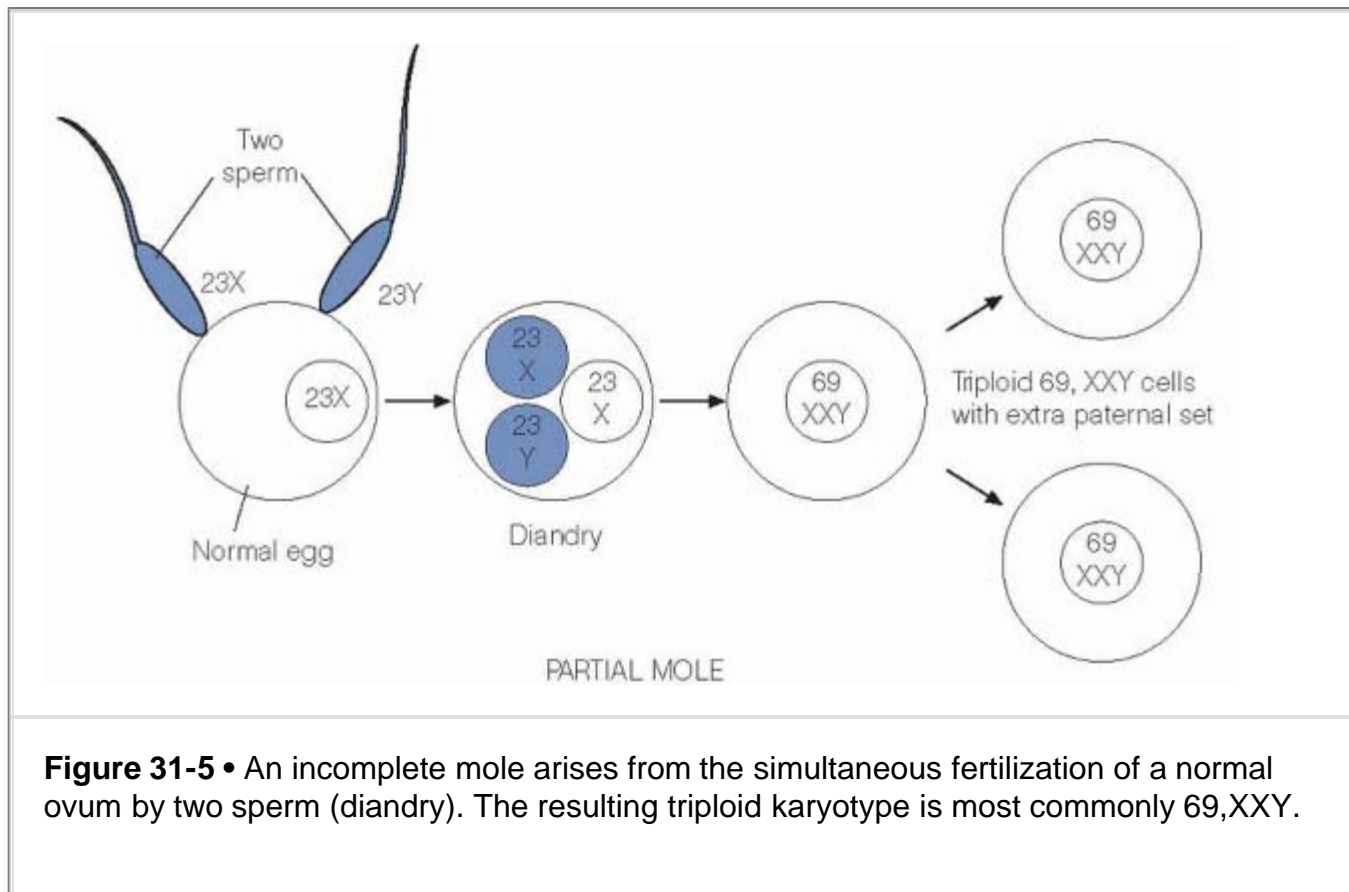 Two
sperm
23X
23Y
23X
23
X
23
Y
23
X
69
XXY
69
XXY
69
XXY
Triploid 69, XXY cells
with extra paternal set
Normal egg
Diandry
PARTIAL MOLE
Figure 31-5 • An incomplete mole arises from the simultaneous fertilization of a normal
ovum by two sperm (diandry). The resulting triploid karyotype is most commonly 69,XXY.